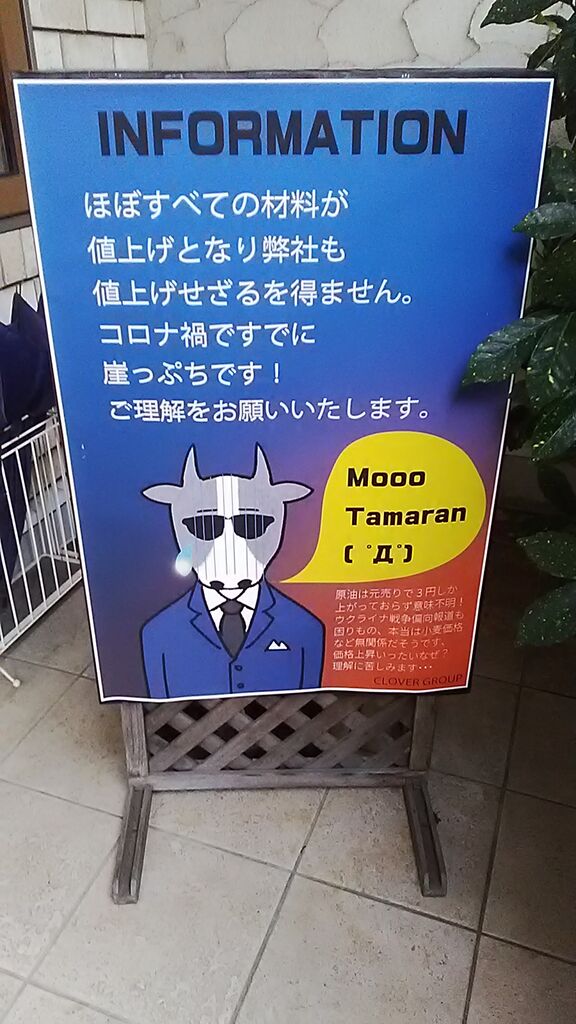 INFORMATION
ほぼすべての材料が
値上げとなり弊社も
値上げせざるを得ません。
コロナ禍ですでに
崖っぷちです！
ご理解をお願いいたします。
Mooo
Tamaran
( ゚Д゚)
原油は元売りで３円しか
上がっておらず意味不明！
ウクライナ戦争偏向報道も
困りもの、本当は小麦価格
など無関係だそうです、
価格上昇いったいなぜ？
理解に苦しみます・・・
CLOVER GROUP